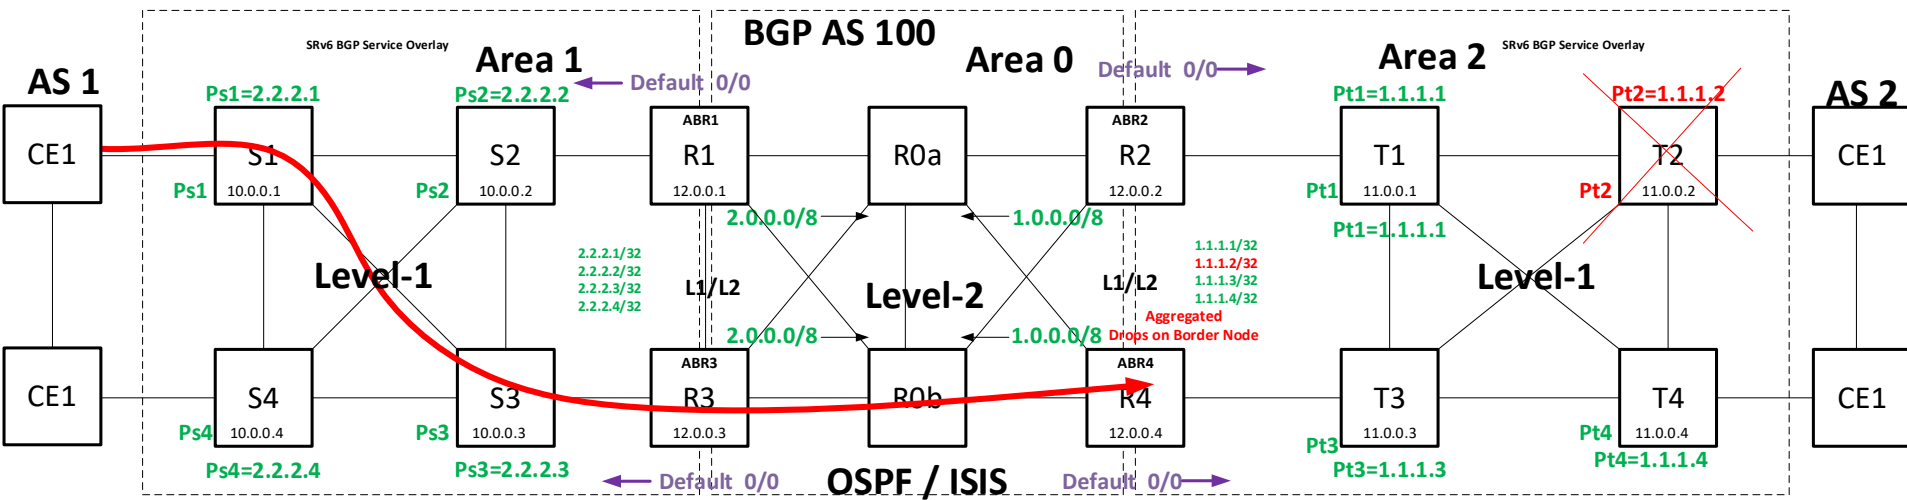 BGP AS 100
SRv6 BGP Service Overlay
Area 1
Area 0
Area 2
SRv6 BGP Service Overlay
Default 0/0
Default 0/0
AS 1
AS 2
Ps1=2.2.2.1
Ps2=2.2.2.2
Pt1=1.1.1.1
Pt2=1.1.1.2
ABR1
ABR2
CE1
S1
S2
R1
R0a
R2
T1
T2
CE1
Ps1
10.0.0.1
Ps2
10.0.0.2
12.0.0.1
12.0.0.2
Pt1
11.0.0.1
Pt2
11.0.0.2
2.0.0.0/8
1.0.0.0/8
Pt1=1.1.1.1
2.2.2.1/32
2.2.2.2/32
2.2.2.3/32
2.2.2.4/32
1.1.1.1/32
1.1.1.2/32
1.1.1.3/32
1.1.1.4/32
Level-1
L1/L2
Level-2
L1/L2
Level-1
Aggregated
Drops on Border Node
2.0.0.0/8
1.0.0.0/8
ABR3
ABR4
CE1
S4
S3
R3
R0b
R4
T3
T4
CE1
Ps4
10.0.0.4
Ps3
10.0.0.3
12.0.0.3
12.0.0.4
Pt3
11.0.0.3
Pt4
11.0.0.4
Ps4=2.2.2.4
Ps3=2.2.2.3
Pt3=1.1.1.3
Pt4=1.1.1.4
Default 0/0
OSPF / ISIS
Default 0/0